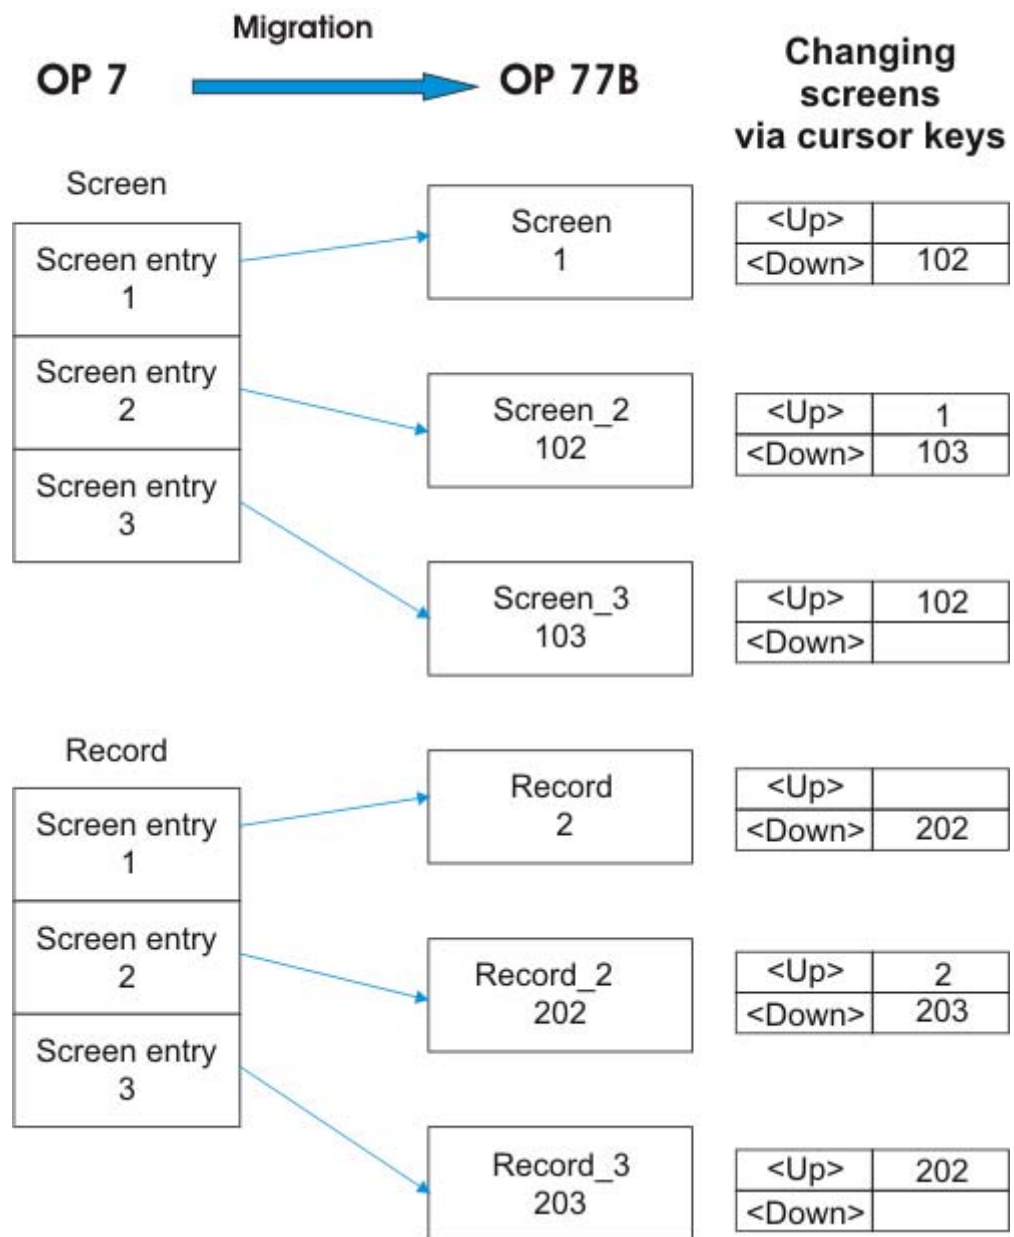 Migration
OP 7
OP 77B
Changing
screens
via cursor keys
Screen
Screen entry
1
Screen entry
2
Screen entry
3
Screen
1
<Up>
<Down> 102
Screen_2
102
<Up> 1
<Down> 103
Screen_3
103
<Up> 102
<Down>
Record
Screen entry
1
Screen entry
2
Screen entry
3
Record
2
<Up>
<Down> 202
Record_2
202
<Up> 2
<Down> 203
Record_3
203
<Up> 202
<Down>